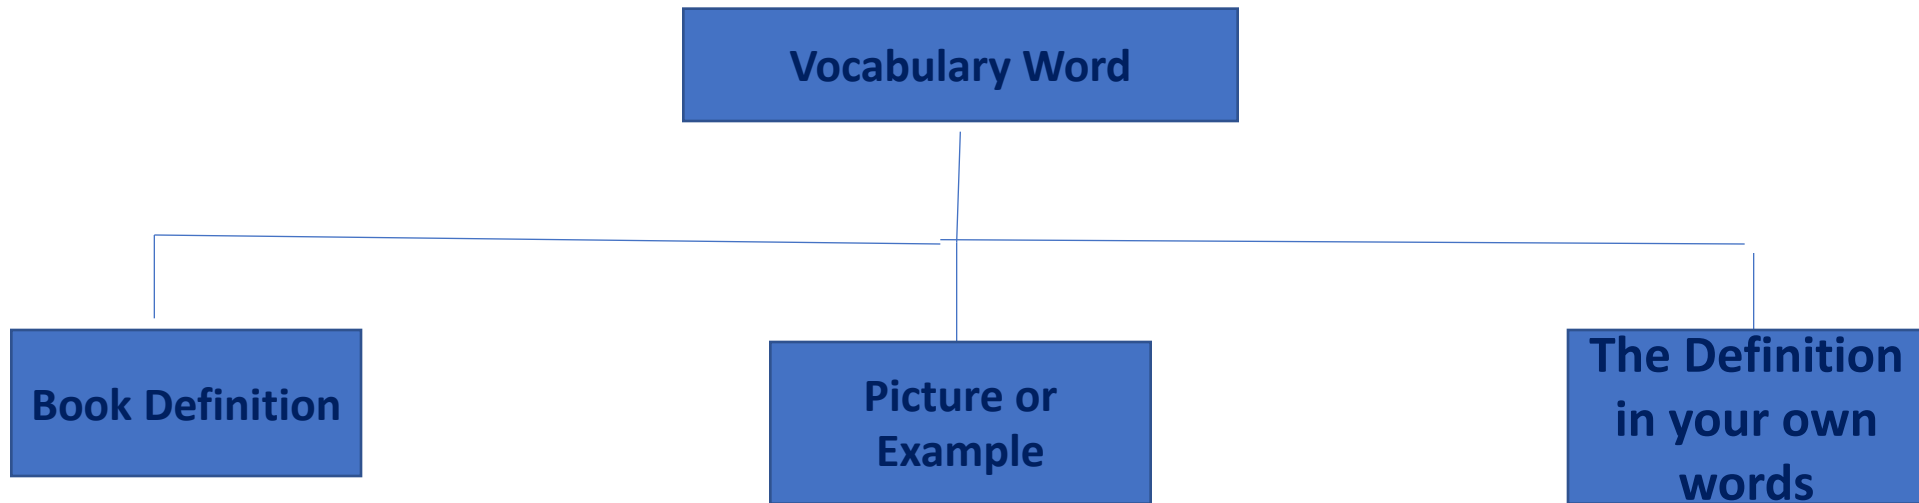 Vocabulary Word
Book Definition
Picture or
Example
The Definition
in your own
words